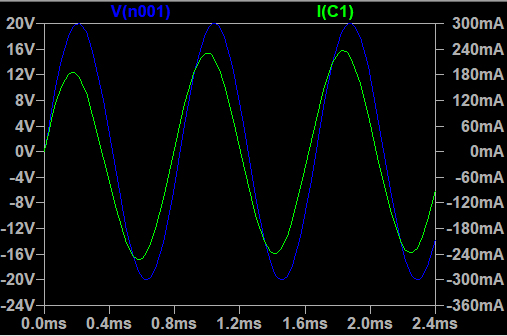 V(n001) I(C1)
20V 300mA
16V 240mA
12V 180mA
8V 120mA
4V 60mA
0V 0mA
-4V -60mA
-8V -120mA
-12V -180mA
-16V -240mA
-20V -300mA
-24V -360mA
0.0ms 0.4ms 0.8ms 1.2ms 1.6ms 2.0ms 2.4ms